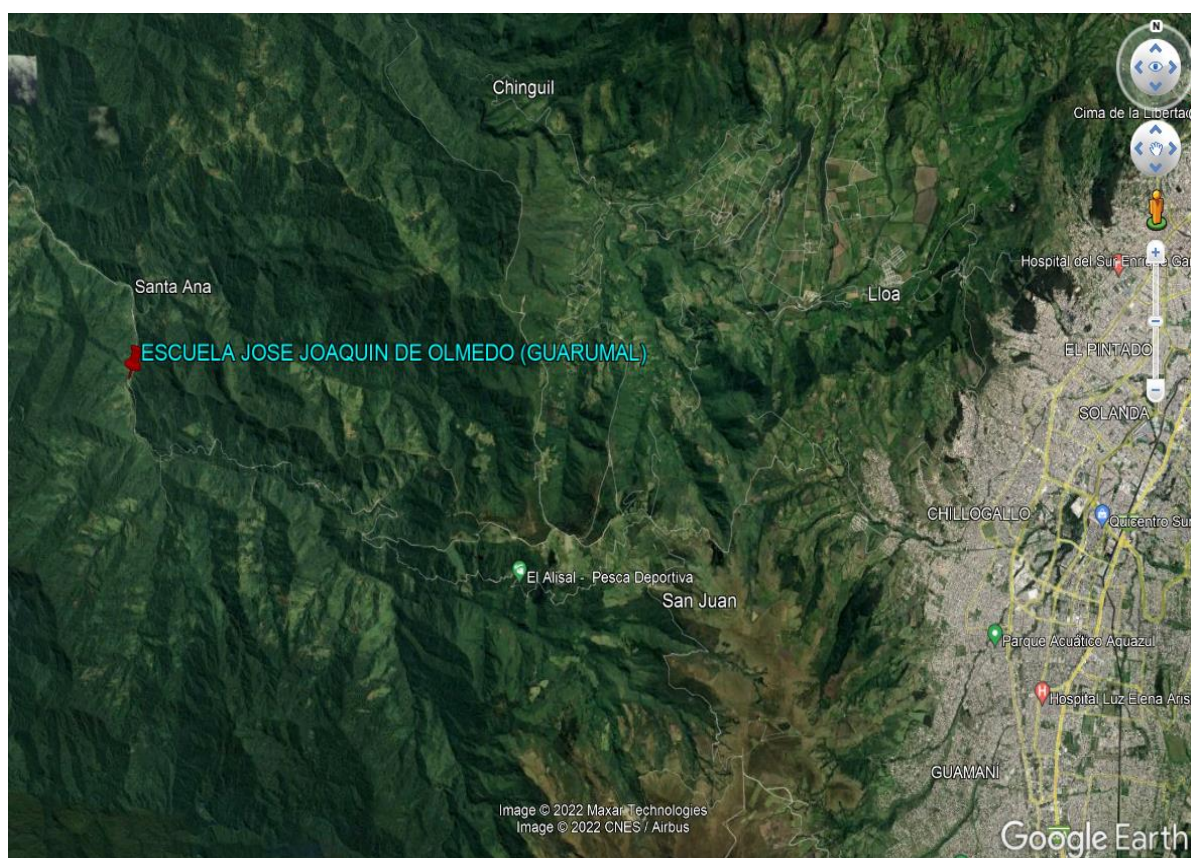 N
Chinguil
Cima de la Libertad
Hospital del Sur Enrique Gar
Santa Ana
Lloa
ESCUELA JOSE JOAQUIN DE OLMEDO (GUARUMAL)
EL PINTADO
SOLANDA
CHILLOGALLO
Quicentro Sur
El Alisal - Pesca Deportiva
San Juan
Parque Acuático Aquazul
H
Hospital Luz Elena Aris
GUAMANI
Image © 2022 Maxar Technologies
Image © 2022 CNES / Airbus
Google Earth